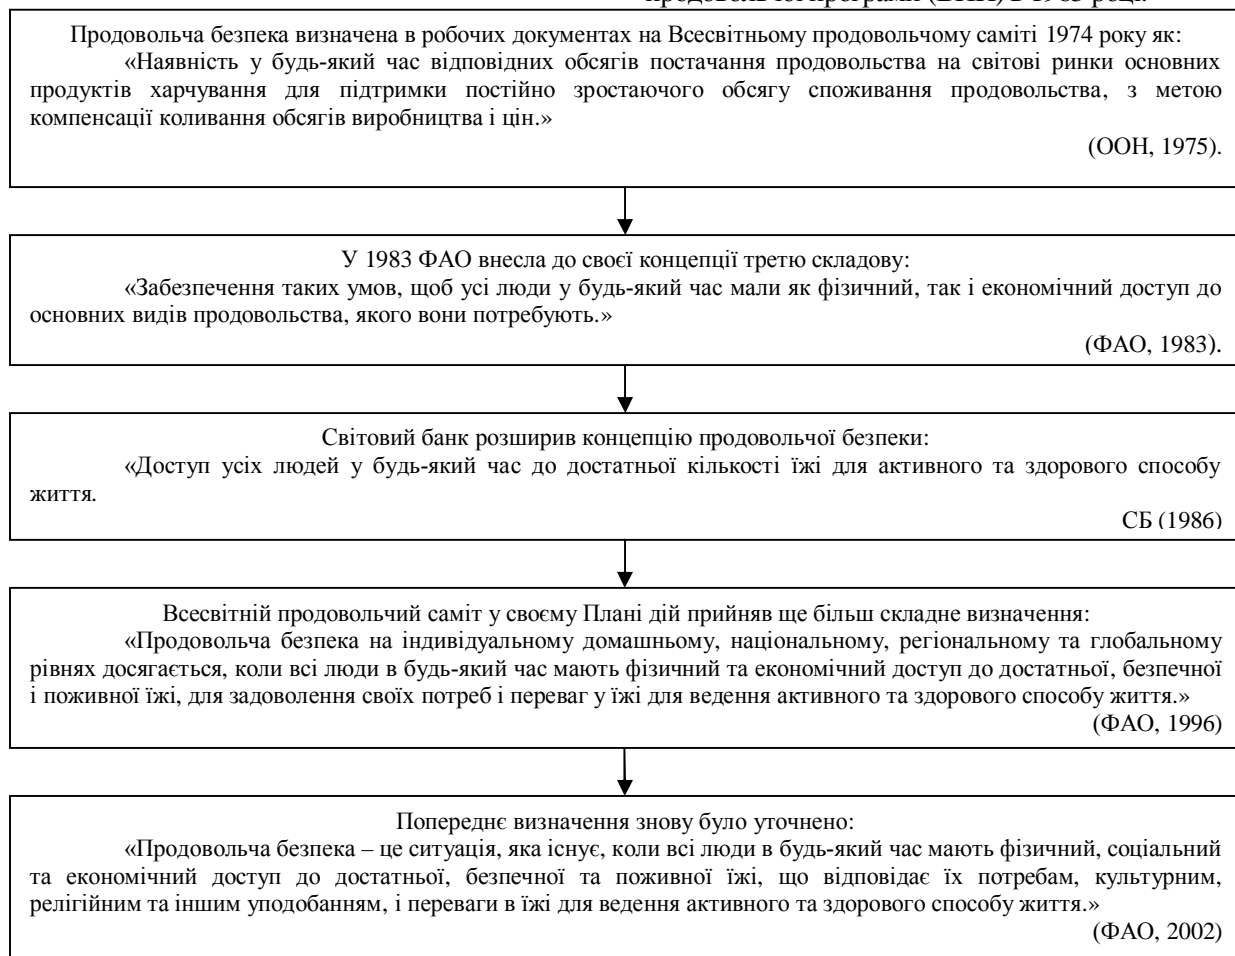 продовольчої програми (ВПП) в 1985 році.
Продовольча безпека визначена в робочих документах на Всесвітньому продовольчому саміті 1974 року як:
«Наявність у будь-який час відповідних обсягів постачання продовольства на світові ринки основних
продуктів харчування для підтримки постійно зростаючого обсягу споживання продовольства, з метою
компенсації коливання обсягів виробництва і цін.»
(ООН, 1975).
У 1983 ФАО внесла до своєї концепції третю складову:
«Забезпечення таких умов, щоб усі люди у будь-який час мали як фізичний, так і економічний доступ до
основних видів продовольства, якого вони потребують.»
(ФАО, 1983).
Світовий банк розширив концепцію продовольчої безпеки:
«Доступ усіх людей у будь-який час до достатньої кількості їжі для активного та здорового способу
життя.
СБ (1986)
Всесвітній продовольчий саміт у своєму Плані дій прийняв ще більш складне визначення:
«Продовольча безпека на індивідуальному домашньому, національному, регіональному та глобальному
рівнях досягається, коли всі люди в будь-який час мають фізичний та економічний доступ до достатньої, безпечної
і поживної їжі, для задоволення своїх потреб і переваг у їжі для ведення активного та здорового способу життя.»
(ФАО, 1996)
Попереднє визначення знову було уточнено:
«Продовольча безпека – це ситуація, яка існує, коли всі люди в будь-який час мають фізичний, соціальний
та економічний доступ до достатньої, безпечної та поживної їжі, що відповідає їх потребам, культурним,
релігійним та іншим уподобанням, і переваги в їжі для ведення активного та здорового способу життя.»
(ФАО, 2002)